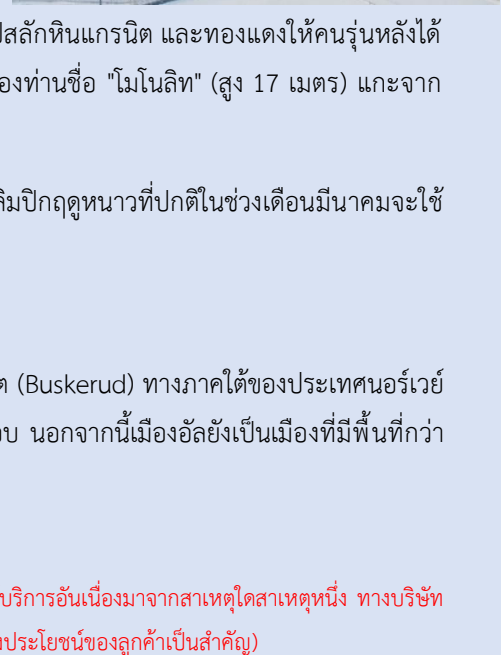 สลักหินแกรนิต และทองแดงให้คนรุ่นหลังได้
องท่านชื่อ "โมโนลิท" (สูง 17 เมตร) แกะจาก
ลิมปิกฤดูหนาวที่ปกติในช่วงเดือนมีนาคมจะใช้
ต (Buskerud) ทางภาคใต้ของประเทศนอร์เวย์
อบ นอกจากนี้เมืองอัลยังเป็นเมืองที่มีพื้นที่กว่า
บริการอันเนื่องมาจากสาเหตุใดสาเหตุหนึ่ง ทางบริษัท
งประโยชน์ของลูกค้าเป็นสำคัญ)